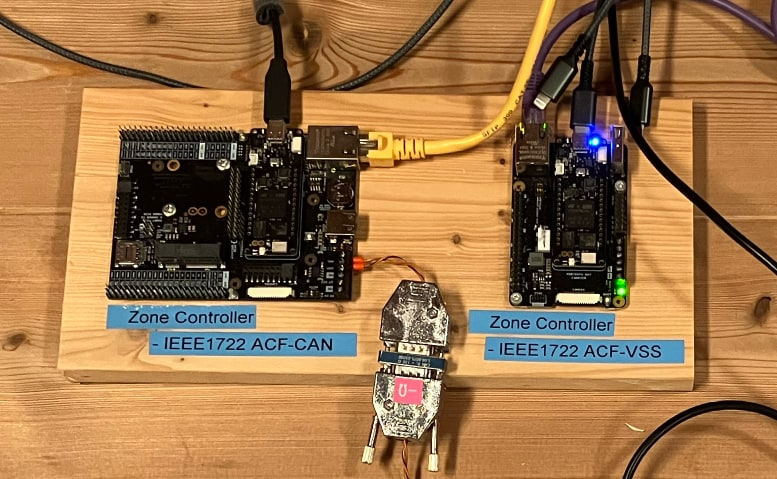 Zone Controller
- IEEE1722 ACF-CAN
Zone Controller
- IEEE1722 ACF-VSS